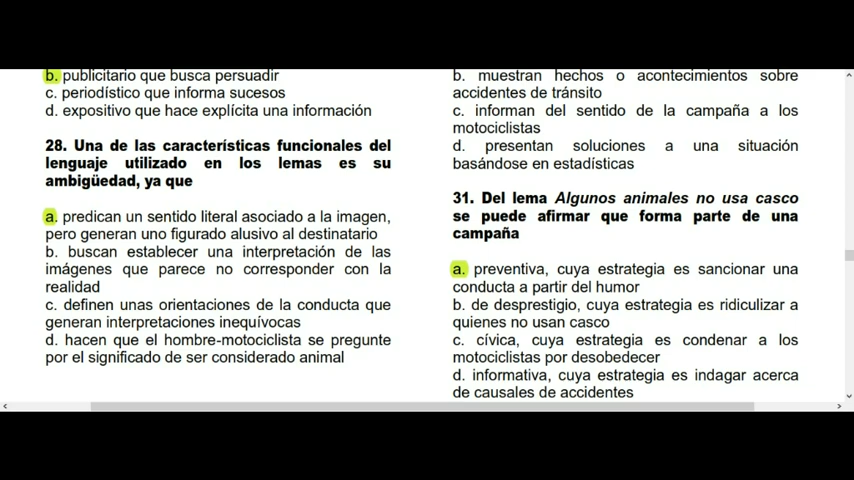 b. publicitario que busca persuadir
c. periodístico que informa sucesos
d. expositivo que hace explícita una información
28. Una de las características funcionales del
lenguaje utilizado en los lemas es su
ambigüedad, ya que
a. predican un sentido literal asociado a la imagen,
pero generan uno figurado alusivo al destinatario
b. buscan establecer una interpretación de las
imágenes que parece no corresponder con la
realidad
c. definen unas orientaciones de la conducta que
generan interpretaciones inequívocas
d. hacen que el hombre-motociclista se pregunte
por el significado de ser considerado animal
b. muestran hechos o acontecimientos sobre
accidentes de tránsito
c. informan del sentido de la campaña a los
motociclistas
d. presentan soluciones a una situación
basándose en estadísticas
31. Del lema Algunos animales no usa casco
se puede afirmar que forma parte de una
campaña
a. preventiva, cuya estrategia es sancionar una
conducta a partir del humor
b. de desprestigio, cuya estrategia es ridiculizar a
quienes no usan casco
c. cívica, cuya estrategia es condenar a los
motociclistas por desobedecer
d. informativa, cuya estrategia es indagar acerca
de causales de accidentes